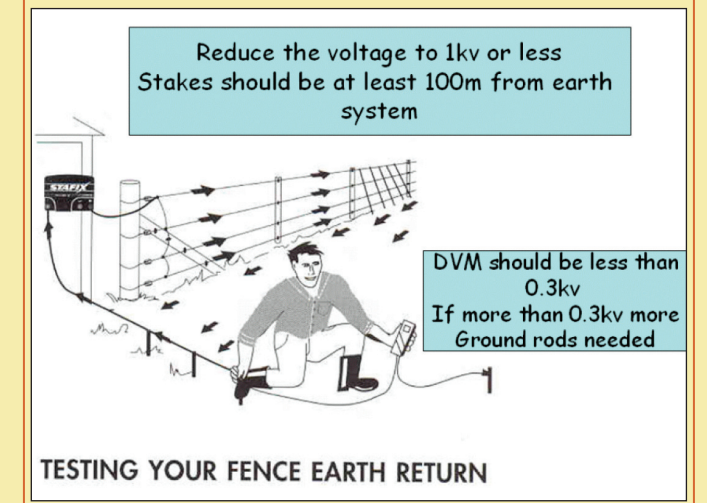 Reduce the voltage to 1kv or less
Stakes should be at least 100m from earth
system
STAFIX
DVM should be less than
0.3kv
If more than 0.3kv more
Ground rods needed
TESTING YOUR FENCE EARTH RETURN